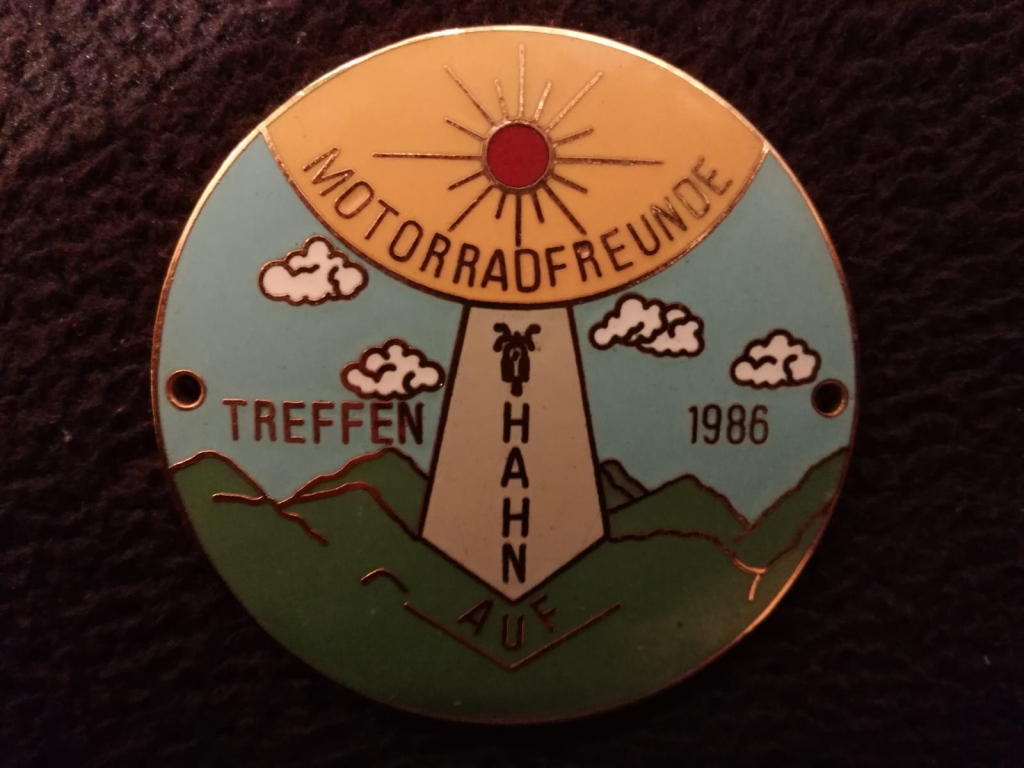 MOTORRADFREUNDE
TREFFEN 1986
HAHN
AUF